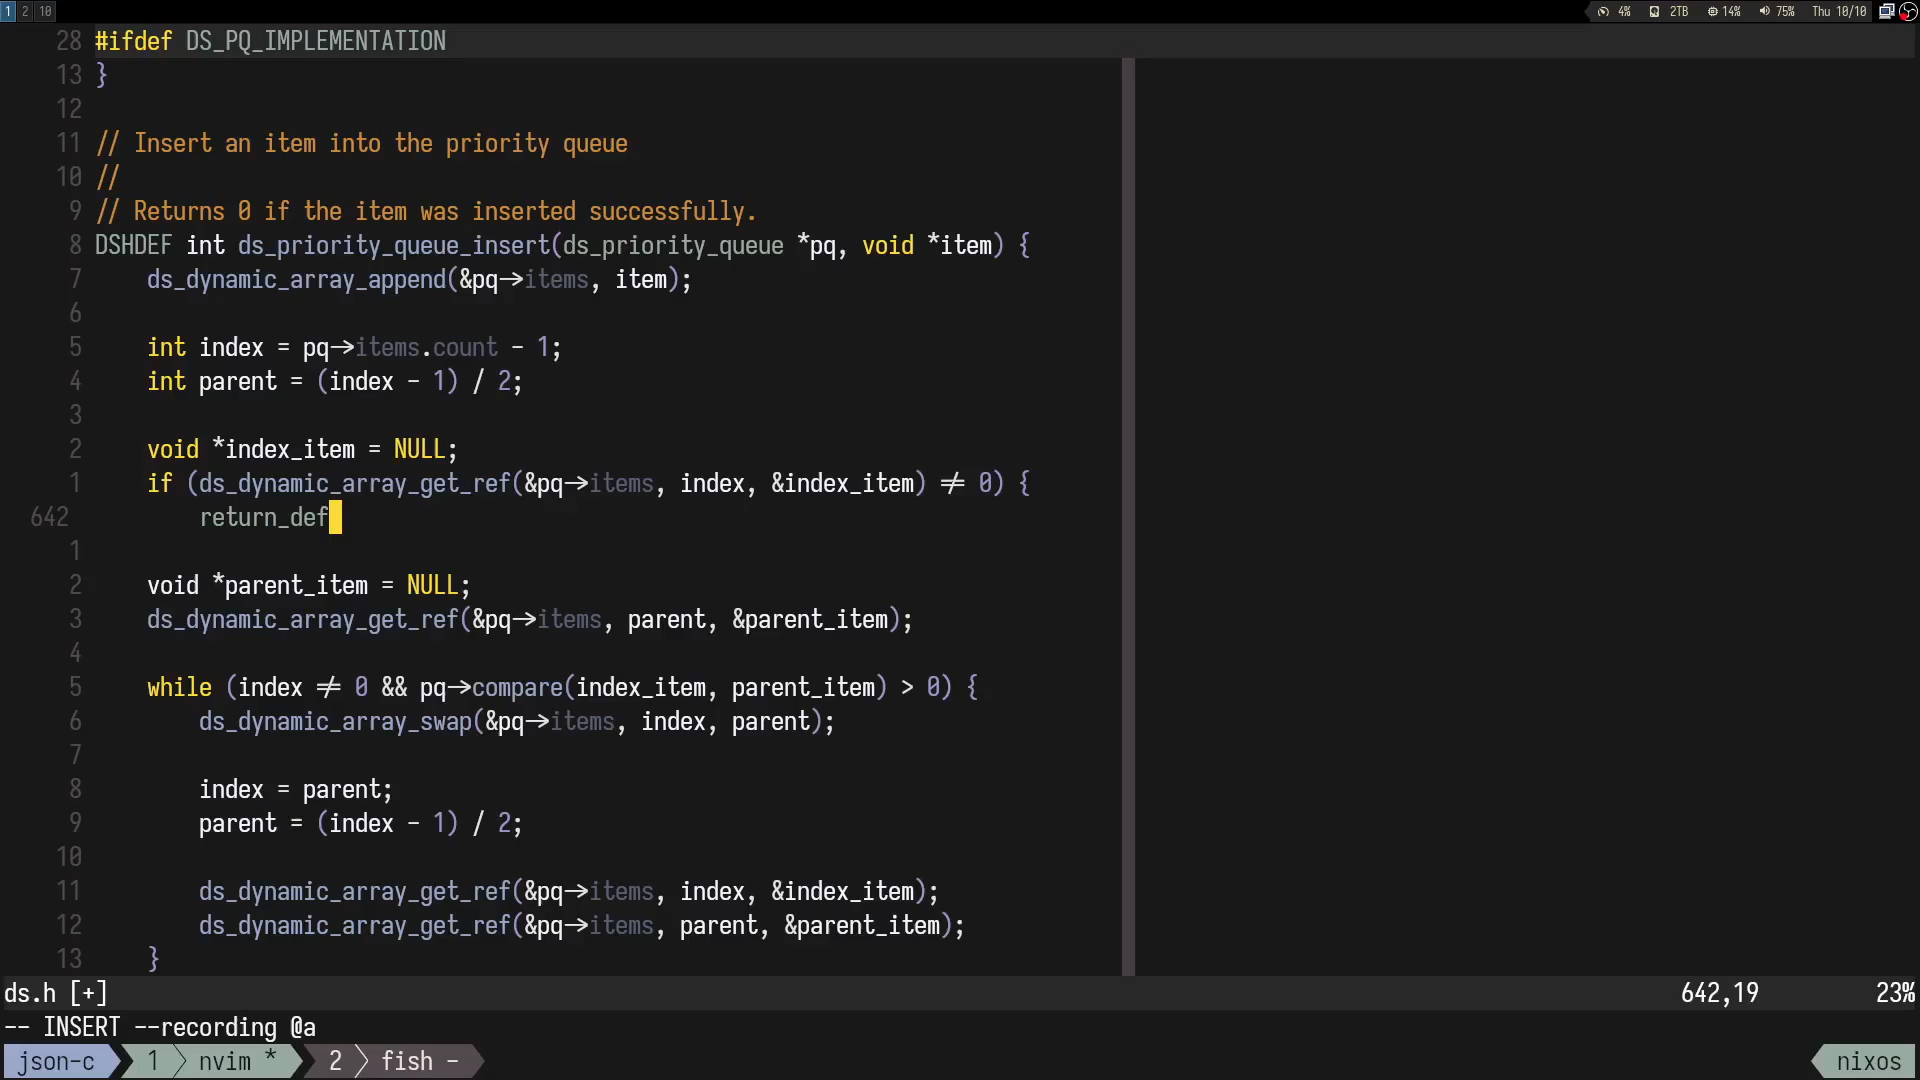 1 2 10 4% 2TB 14% 75% Thu 10/10
28 #ifdef DS_PQ_IMPLEMENTATION
13 }
12
11 // Insert an item into the priority queue
10 //
9 // Returns 0 if the item was inserted successfully.
8 DSHDEF int ds_priority_queue_insert(ds_priority_queue *pq, void *item) {
7 ds_dynamic_array_append(&pq->items, item);
6
5 int index = pq->items.count - 1;
4 int parent = (index - 1) / 2;
3
2 void *index_item = NULL;
1 if (ds_dynamic_array_get_ref(&pq->items, index, &index_item) ≠ 0) {
642 return_def
1
2 void *parent_item = NULL;
3 ds_dynamic_array_get_ref(&pq->items, parent, &parent_item);
4
5 while (index ≠ 0 && pq->compare(index_item, parent_item) > 0) {
6 ds_dynamic_array_swap(&pq->items, index, parent);
7
8 index = parent;
9 parent = (index - 1) / 2;
10
11 ds_dynamic_array_get_ref(&pq->items, index, &index_item);
12 ds_dynamic_array_get_ref(&pq->items, parent, &parent_item);
13 }
ds.h [+] 642,19 23%
-- INSERT --recording @a
json-c 1 nvim * 2 fish - nixos